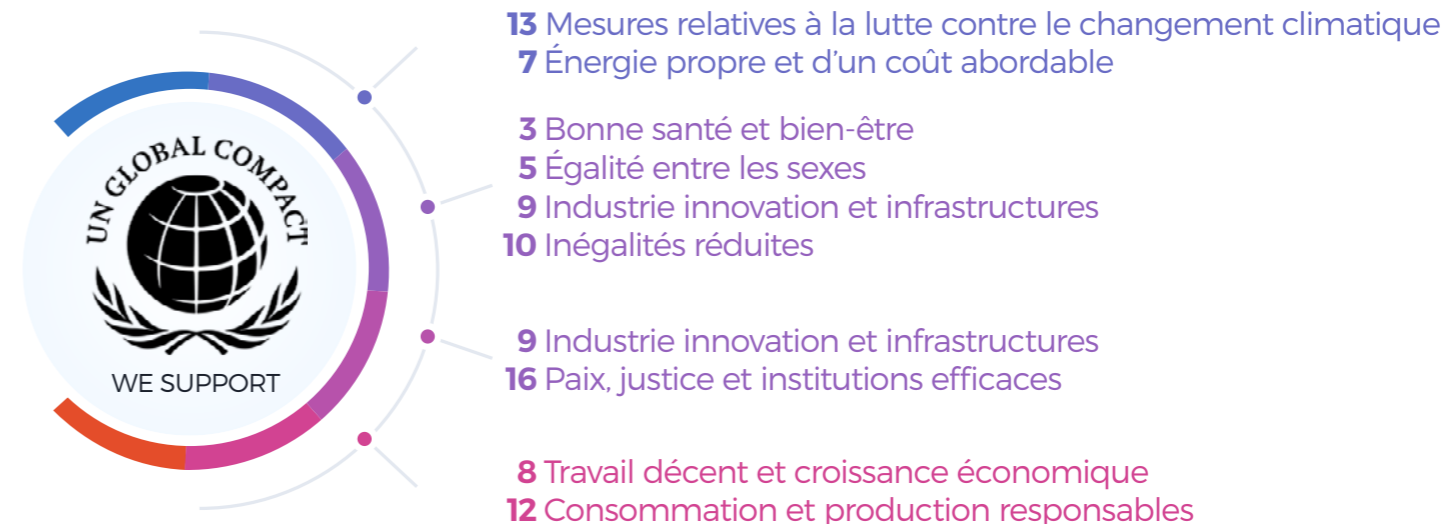 UN GLOBAL COMPACT
WE SUPPORT
13 Mesures relatives à la lutte contre le changement climatique
7 Énergie propre et d’un coût abordable
3 Bonne santé et bien-être
5 Égalité entre les sexes
9 Industrie innovation et infrastructures
10 Inégalités réduites
9 Industrie innovation et infrastructures
16 Paix, justice et institutions efficaces
8 Travail décent et croissance économique
12 Consommation et production responsables